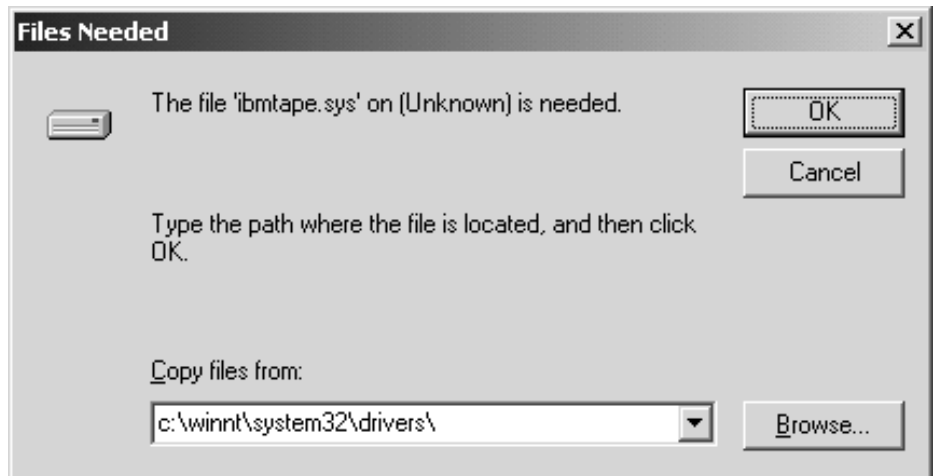 Files Needed
The file 'ibmtape.sys' on (Unknown) is needed.
OK
Cancel
Type the path where the file is located, and then click
OK.
Copy files from:
c:\winnt\system32\drivers\
Browse...